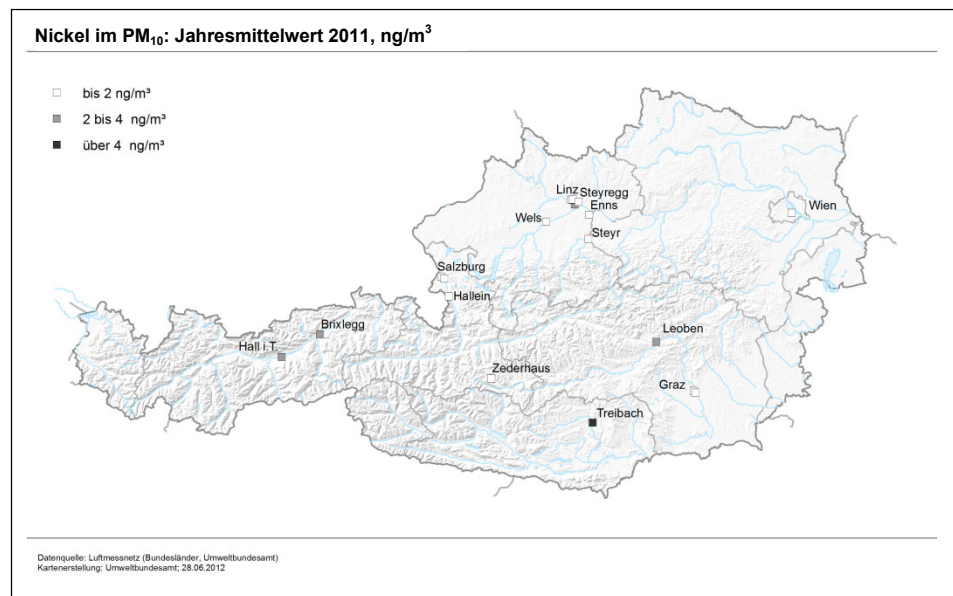 Nickel im PM₁₀: Jahresmittelwert 2011, ng/m³
bis 2 ng/m³
2 bis 4 ng/m³
über 4 ng/m³
Linz Steyregg
Enns
Wels
Steyr
Wien
Salzburg
Hallein
Brixlegg
Hall i.T.
Leoben
Zederhaus
Graz
Treibach
Datenquelle: Luftmessnetz (Bundesländer, Umweltbundesamt)
Kartenerstellung: Umweltbundesamt; 28.06.2012